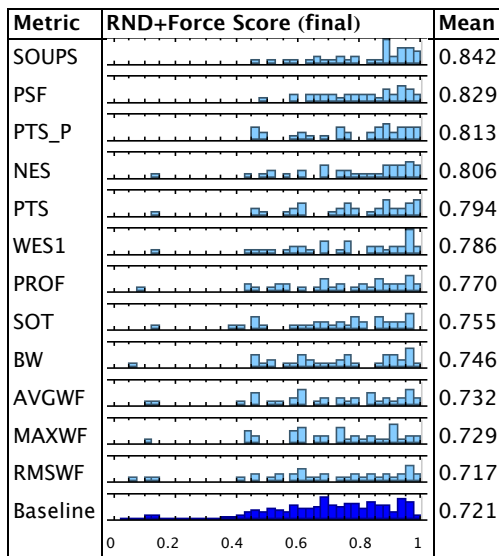 Metric RND+Force Score (final) Mean
SOUPS 0.842
PSF 0.829
PTS_P 0.813
NES 0.806
PTS 0.794
WES1 0.786
PROF 0.770
SOT 0.755
BW 0.746
AVGWF 0.732
MAXWF 0.729
RMSWF 0.717
Baseline 0.721
0 0.2 0.4 0.6 0.8 1